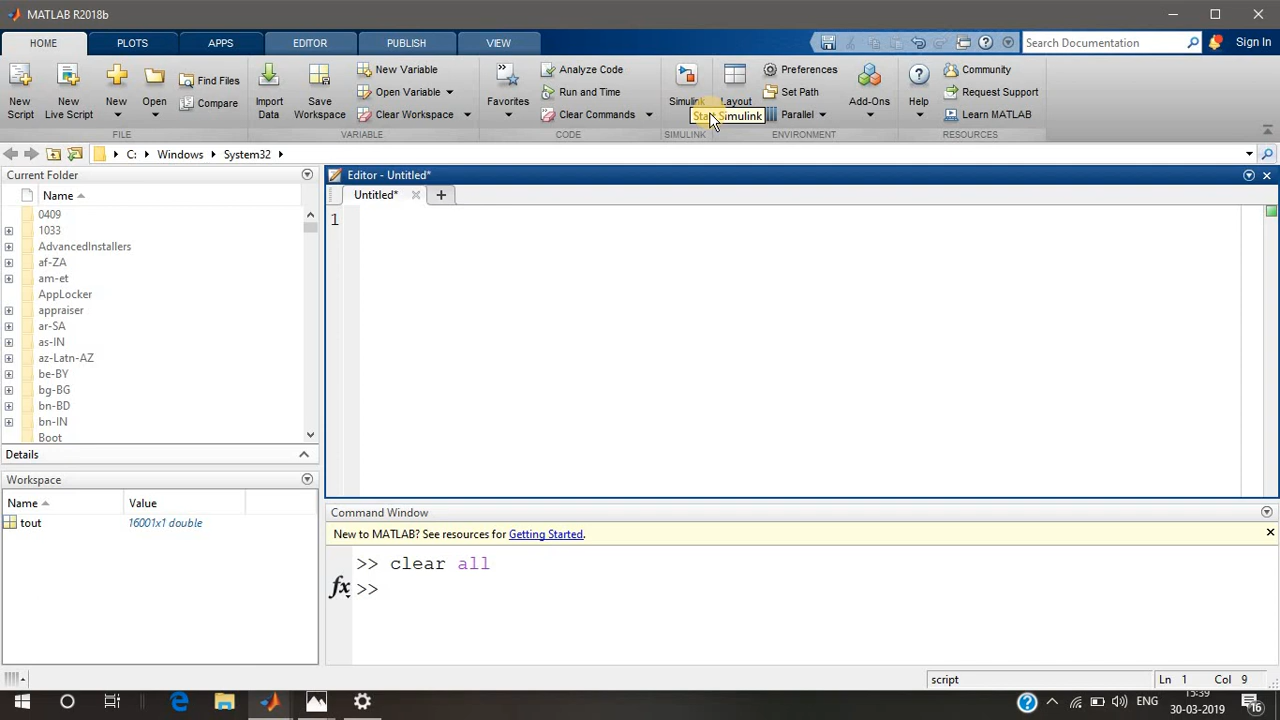 MATLAB R2018b
HOME
PLOTS
APPS
EDITOR
PUBLISH
VIEW
Search Documentation
Sign In
New Script
New Live Script
New
Open
Find Files
Compare
FILE
Import Data
Save Workspace
New Variable
Open Variable
Clear Workspace
VARIABLE
Favorites
Analyze Code
Run and Time
Clear Commands
CODE
Simulink
Start Simulink
SIMULINK
Layout
Preferences
Set Path
Parallel
Add-Ons
ENVIRONMENT
Help
Community
Request Support
Learn MATLAB
RESOURCES
C: Windows System32
Current Folder
Name
0409
1033
AdvancedInstallers
af-ZA
am-et
AppLocker
appraiser
ar-SA
as-IN
az-Latn-AZ
be-BY
bg-BG
bn-BD
bn-IN
Boot
Details
Workspace
Name Value
tout 16001x1 double
Editor - Untitled*
Untitled*
1
Command Window
New to MATLAB? See resources for Getting Started.
>> clear all
fx >>
script
Ln 1 Col 9
ENG
15:39
30-03-2019
16